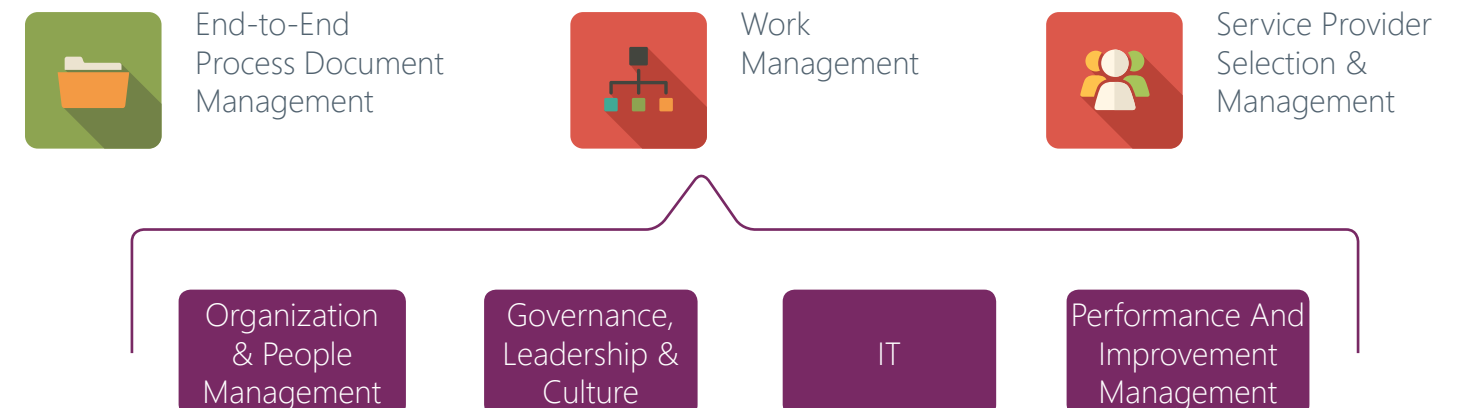 End-to-End
Process Document
Management
Work
Management
Service Provider
Selection &
Management
Organization
& People
Management
Governance,
Leadership &
Culture
IT
Performance And
Improvement
Management